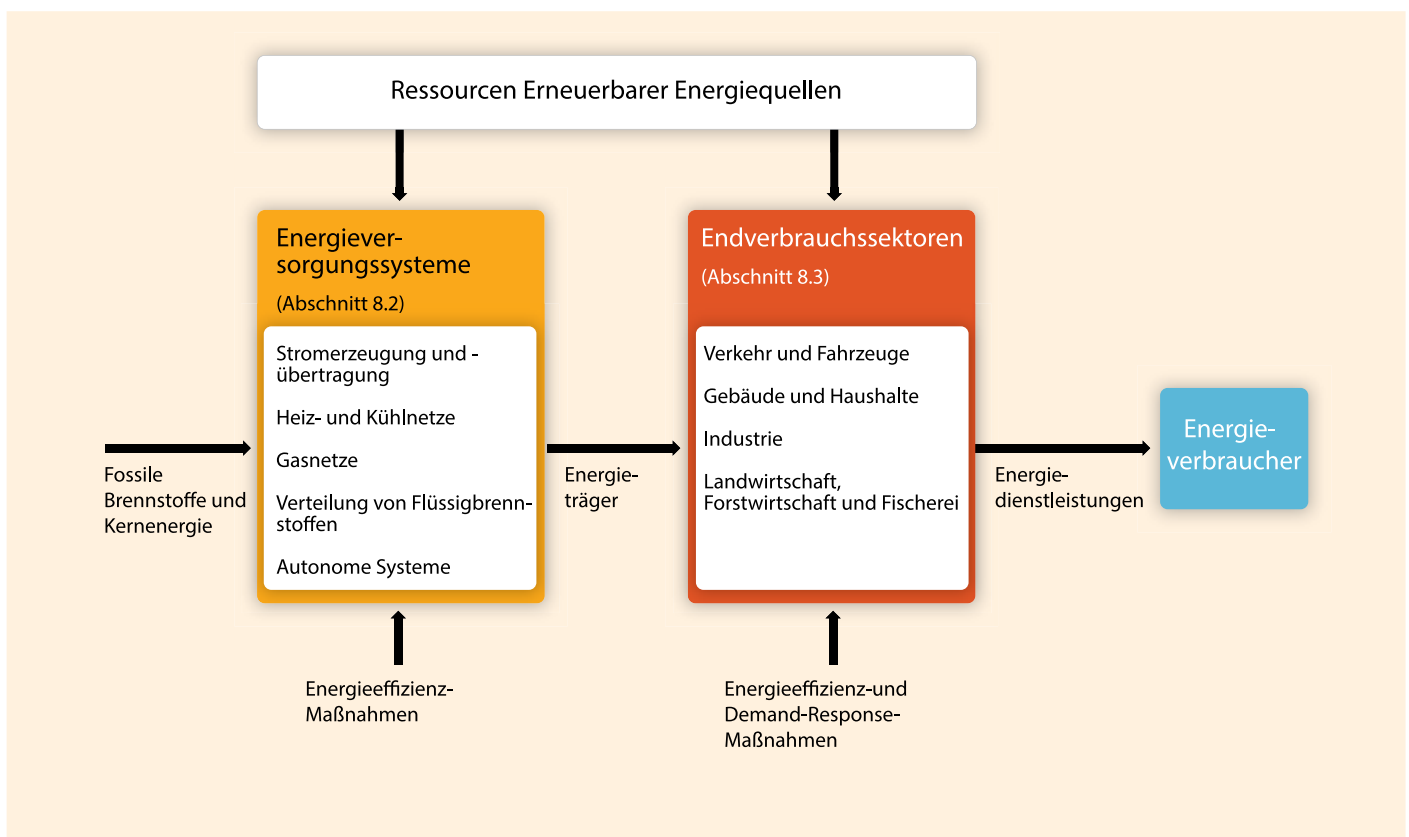 Ressourcen Erneuerbarer Energiequellen
Energiever-
sorgungssysteme
(Abschnitt 8.2)
Stromerzeugung und -
übertragung
Heiz- und Kühlnetze
Gasnetze
Verteilung von Flüssigbrenn-
stoffen
Autonome Systeme
Endverbrauchssektoren
(Abschnitt 8.3)
Verkehr und Fahrzeuge
Gebäude und Haushalte
Industrie
Landwirtschaft,
Forstwirtschaft und Fischerei
Fossile
Brennstoffe und
Kernenergie
Energie-
träger
Energie-
dienstleistungen
Energie-
verbraucher
Energieeffizienz-
Maßnahmen
Energieeffizienz-und
Demand-Response-
Maßnahmen